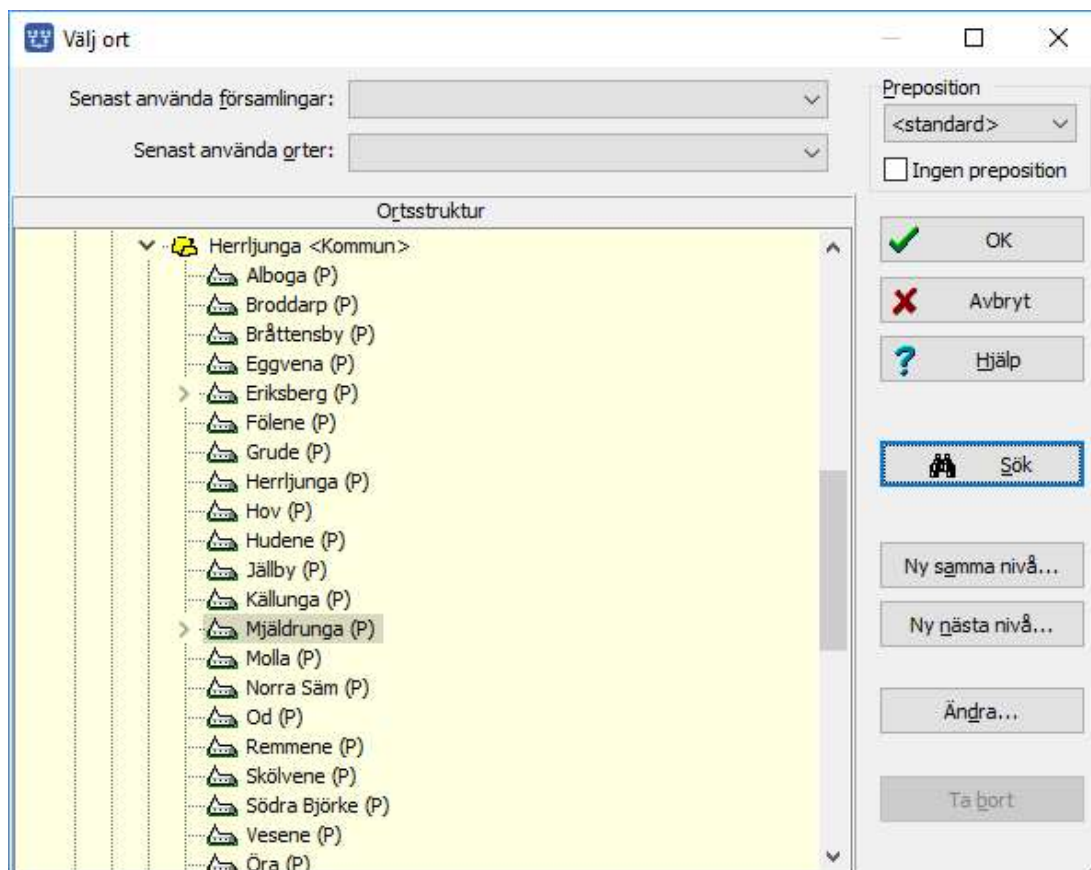 Välj ort
Senast använda församlingar:
Senast använda orter:
Preposition
<standard>
Ingen preposition
Ortsstruktur
Herrljunga <Kommun>
Alboga (P)
Broddarp (P)
Bråttensby (P)
Eggvena (P)
Eriksberg (P)
Fölene (P)
Grude (P)
Herrljunga (P)
Hov (P)
Hudene (P)
Jällby (P)
Källunga (P)
Mjäldrunga (P)
Molla (P)
Norra Säm (P)
Od (P)
Remmene (P)
Skölvene (P)
Södra Björke (P)
Vesene (P)
Öra (P)
OK
Avbryt
Hjälp
Sök
Ny samma nivå...
Ny nästa nivå...
Ändra...
Ta bort